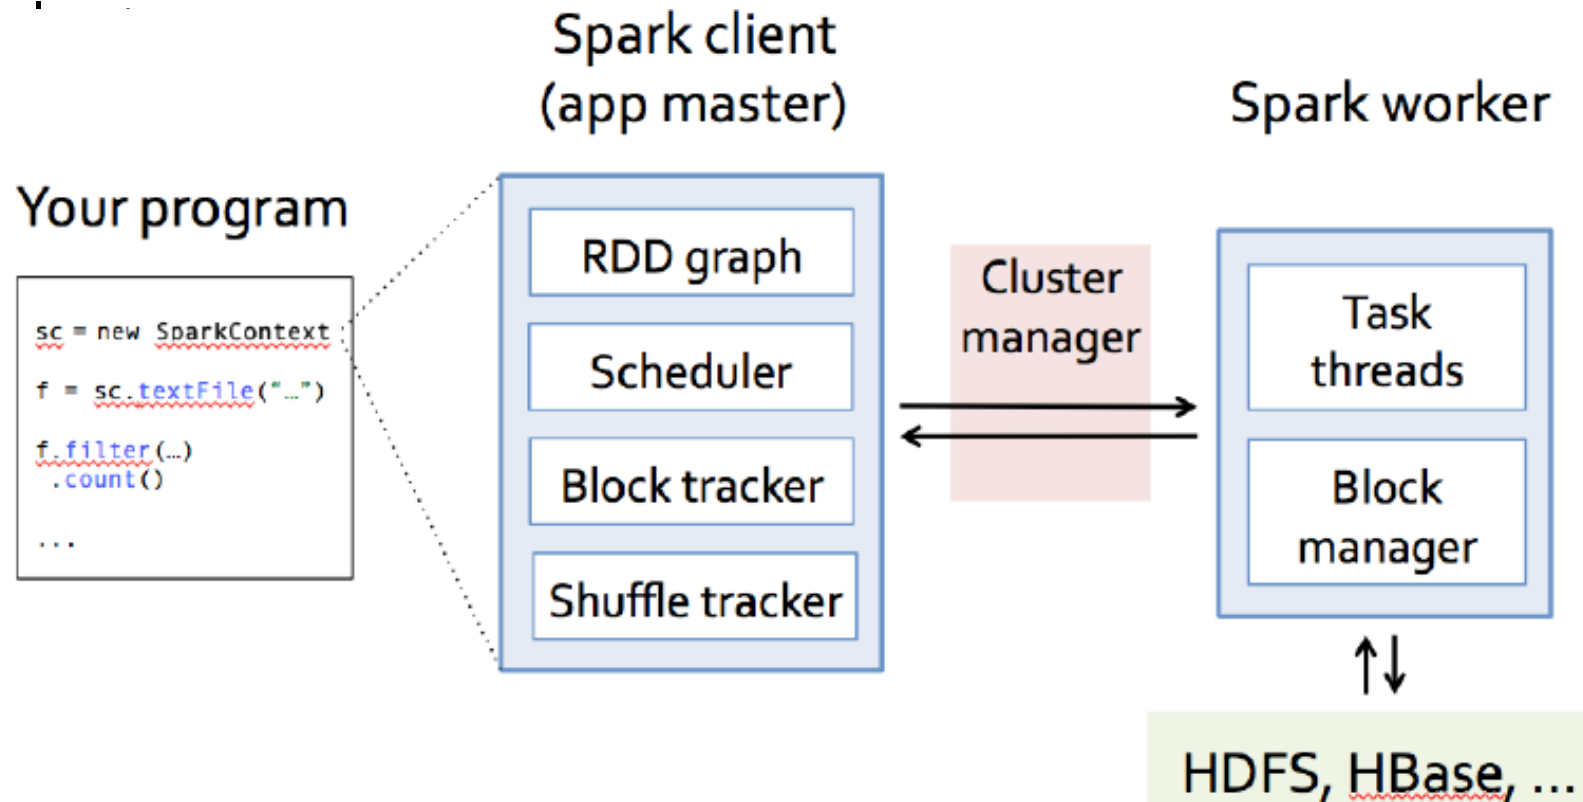 Spark client
(app master)
Spark worker
Your program
sc = new SparkContext
f = sc.textFile("…")
f.filter(…)
.count()
...
RDD graph
Scheduler
Block tracker
Shuffle tracker
Cluster
manager
Task
threads
Block
manager
HDFS, HBase, ...